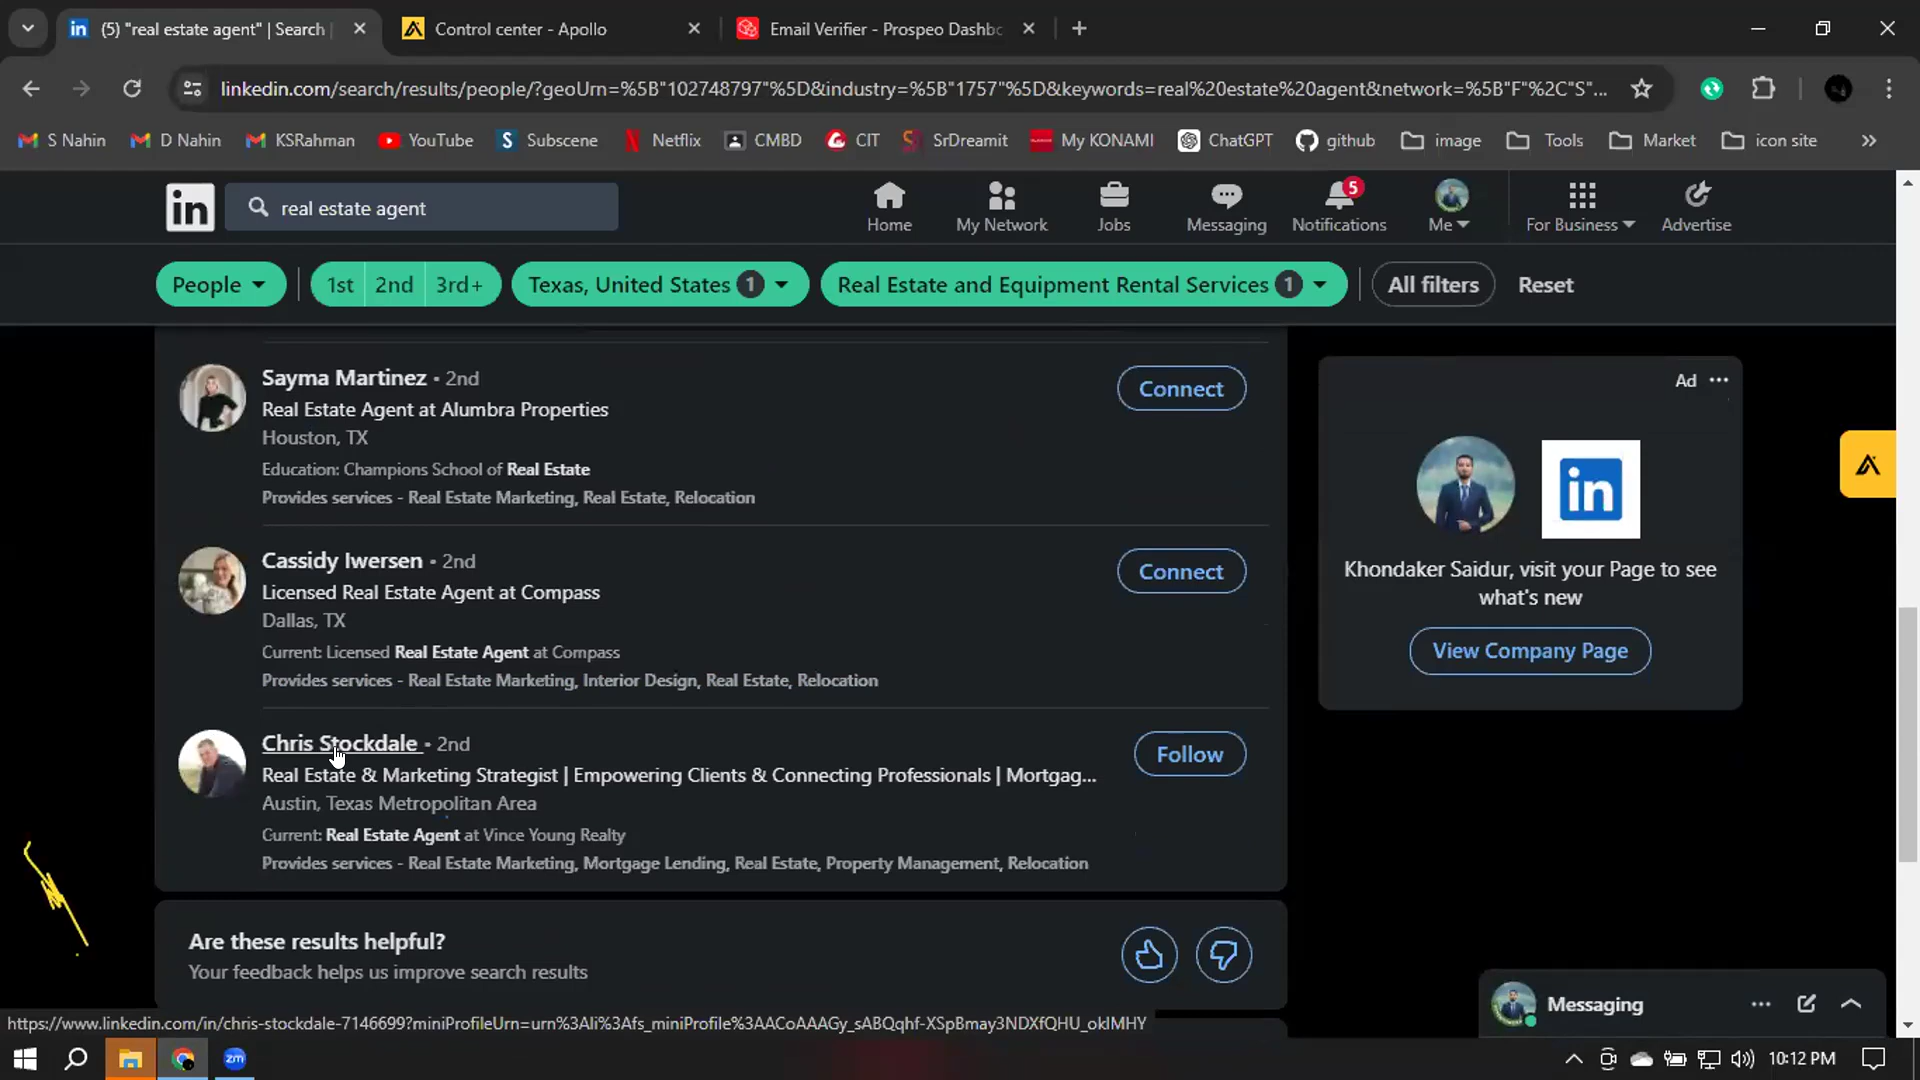 (5) "real estate agent" | Search
Control center - Apollo
Email Verifier - Prospeo Dashbo
linkedin.com/search/results/people/?geoUrn=%5B"102748797"%5D&industry=%5B"1757"%5D&keywords=real%20estate%20agent&network=%5B"F"%2C"S"...
S Nahin
D Nahin
KSRahman
YouTube
Subscene
Netflix
CMBD
CIT
SrDreamit
My KONAMI
ChatGPT
github
image
Tools
Market
icon site
in
real estate agent
Home
My Network
Jobs
Messaging
5
Notifications
Me
For Business
Advertise
People
1st
2nd
3rd+
Texas, United States 1
Real Estate and Equipment Rental Services 1
All filters
Reset
Sayma Martinez • 2nd
Real Estate Agent at Alumbra Properties
Houston, TX
Education: Champions School of Real Estate
Provides services - Real Estate Marketing, Real Estate, Relocation
Connect
Cassidy Iwersen • 2nd
Licensed Real Estate Agent at Compass
Dallas, TX
Current: Licensed Real Estate Agent at Compass
Provides services - Real Estate Marketing, Interior Design, Real Estate, Relocation
Connect
Chris Stockdale • 2nd
Real Estate & Marketing Strategist | Empowering Clients & Connecting Professionals | Mortgag...
Austin, Texas Metropolitan Area
Current: Real Estate Agent at Vince Young Realty
Provides services - Real Estate Marketing, Mortgage Lending, Real Estate, Property Management, Relocation
Follow
Ad
in
Khondaker Saidur, visit your Page to see
what's new
View Company Page
Are these results helpful?
Your feedback helps us improve search results
Messaging
https://www.linkedin.com/in/chris-stockdale-7146699?miniProfileUrn=urn%3Ali%3Afs_miniProfile%3AACoAAAGy_sABQqhf-XSpBmay3NDXfQHU_okIMHY
zm
10:12 PM